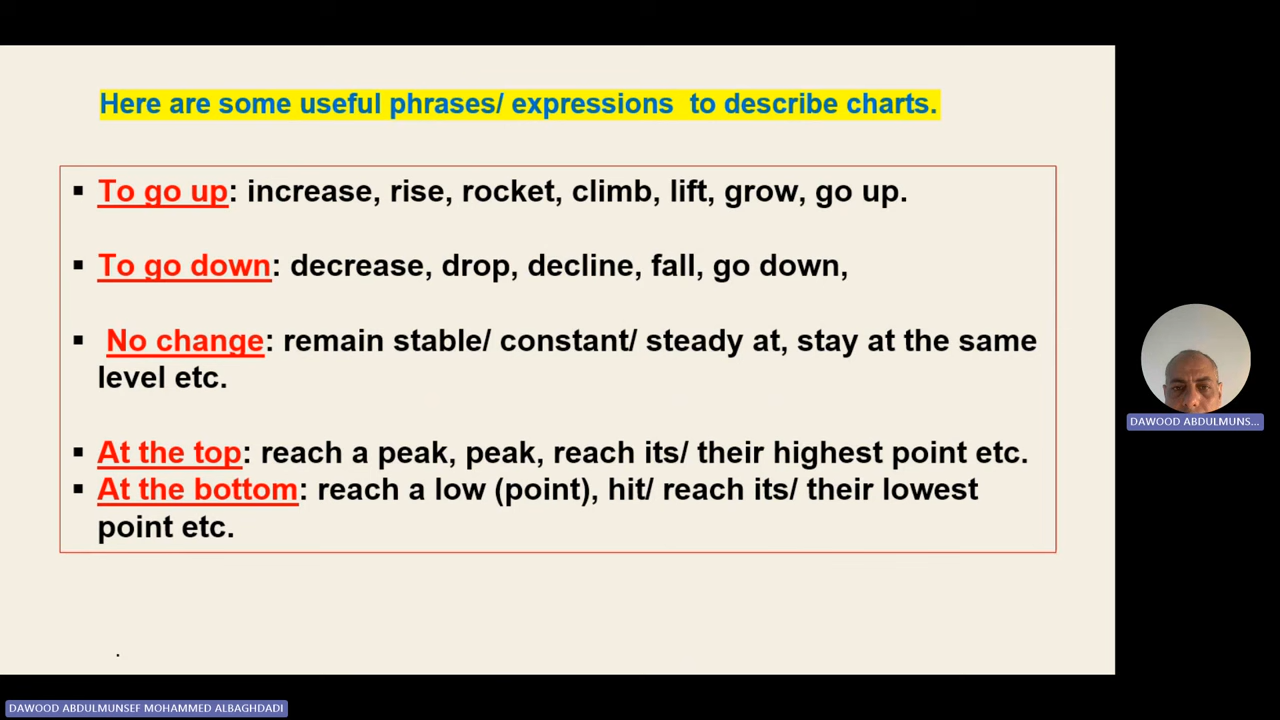 Here are some useful phrases/ expressions to describe charts.
▪ To go up: increase, rise, rocket, climb, lift, grow, go up.
▪ To go down: decrease, drop, decline, fall, go down,
▪ No change: remain stable/ constant/ steady at, stay at the same
level etc.
▪ At the top: reach a peak, peak, reach its/ their highest point etc.
▪ At the bottom: reach a low (point), hit/ reach its/ their lowest
point etc.
.
DAWOOD ABDULMUNS...
DAWOOD ABDULMUNSEF MOHAMMED ALBAGHDADI